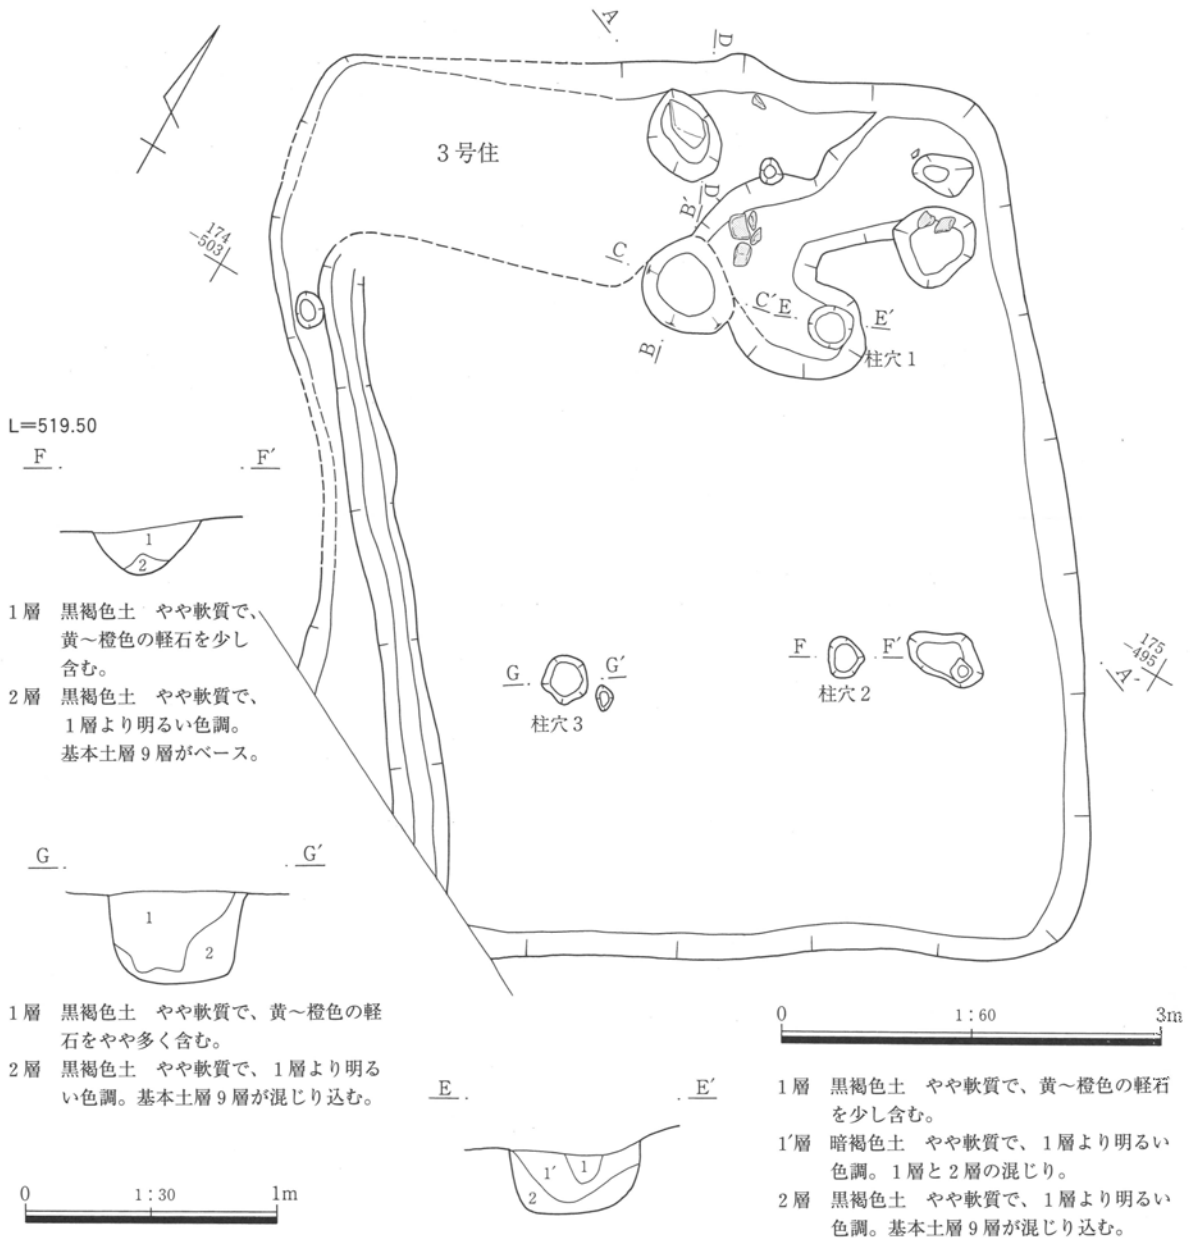 A
D
3号住
D'
B'
C
C′ E
E′
B
柱穴1
174
-503
L=519.50
F
F′
1
2
1層 黒褐色土 やや軟質で、
黄〜橙色の軽石を少し
含む。
2層 黒褐色土 やや軟質で、
1層より明るい色調。
基本土層9層がベース。
G
G′
柱穴3
F
F′
柱穴2
175
-495
A-
G
G′
1
2
1層 黒褐色土 やや軟質で、黄〜橙色の軽
石をやや多く含む。
2層 黒褐色土 やや軟質で、1層より明る
い色調。基本土層9層が混じり込む。
0 1:30 1m
E
E′
1
1′
2
0 1:60 3m
1層 黒褐色土 やや軟質で、黄〜橙色の軽石
を少し含む。
1′層 暗褐色土 やや軟質で、1層より明るい
色調。1層と2層の混じり。
2層 黒褐色土 やや軟質で、1層より明るい
色調。基本土層9層が混じり込む。